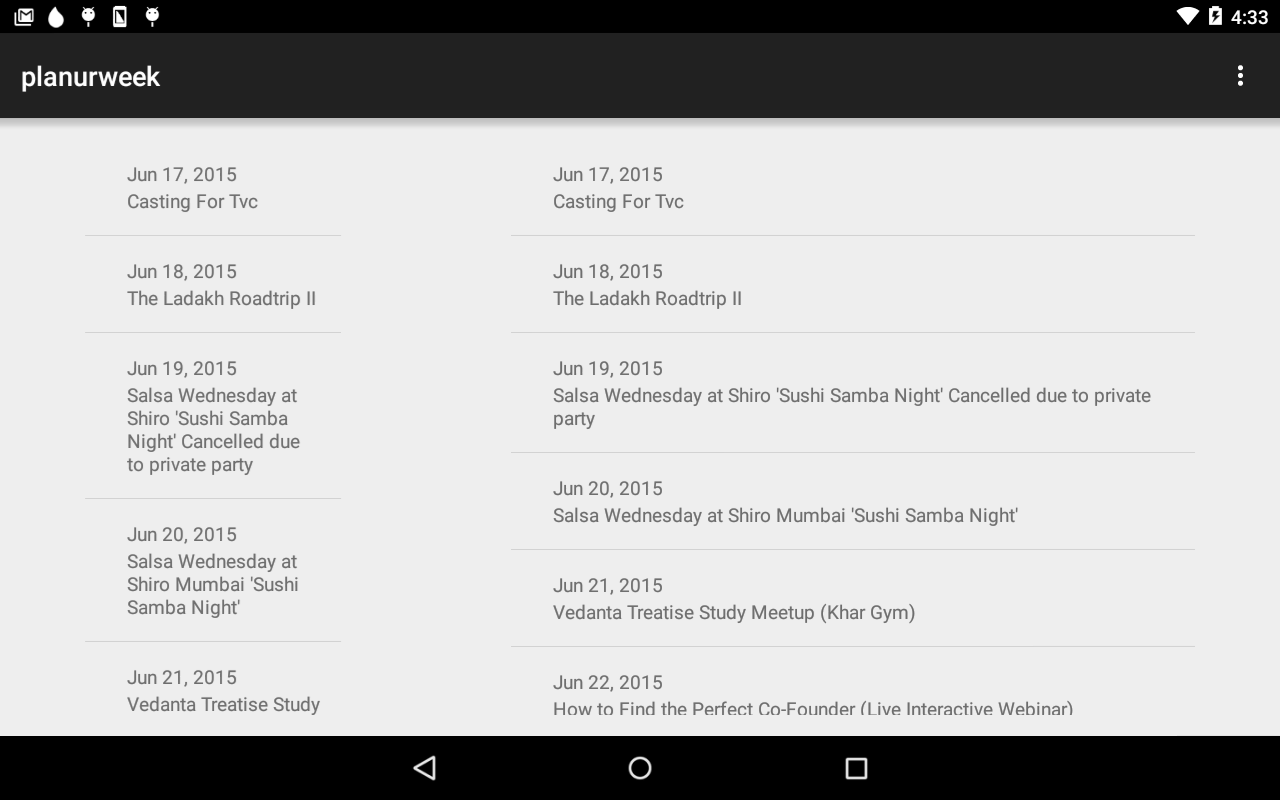 4:33
planurweek
Jun 17, 2015
Casting For Tvc
Jun 18, 2015
The Ladakh Roadtrip II
Jun 19, 2015
Salsa Wednesday at
Shiro 'Sushi Samba
Night' Cancelled due
to private party
Jun 20, 2015
Salsa Wednesday at
Shiro Mumbai 'Sushi
Samba Night'
Jun 21, 2015
Vedanta Treatise Study
Jun 17, 2015
Casting For Tvc
Jun 18, 2015
The Ladakh Roadtrip II
Jun 19, 2015
Salsa Wednesday at Shiro 'Sushi Samba Night' Cancelled due to private
party
Jun 20, 2015
Salsa Wednesday at Shiro Mumbai 'Sushi Samba Night'
Jun 21, 2015
Vedanta Treatise Study Meetup (Khar Gym)
Jun 22, 2015
How to Find the Perfect Co-Founder (Live Interactive Webinar)